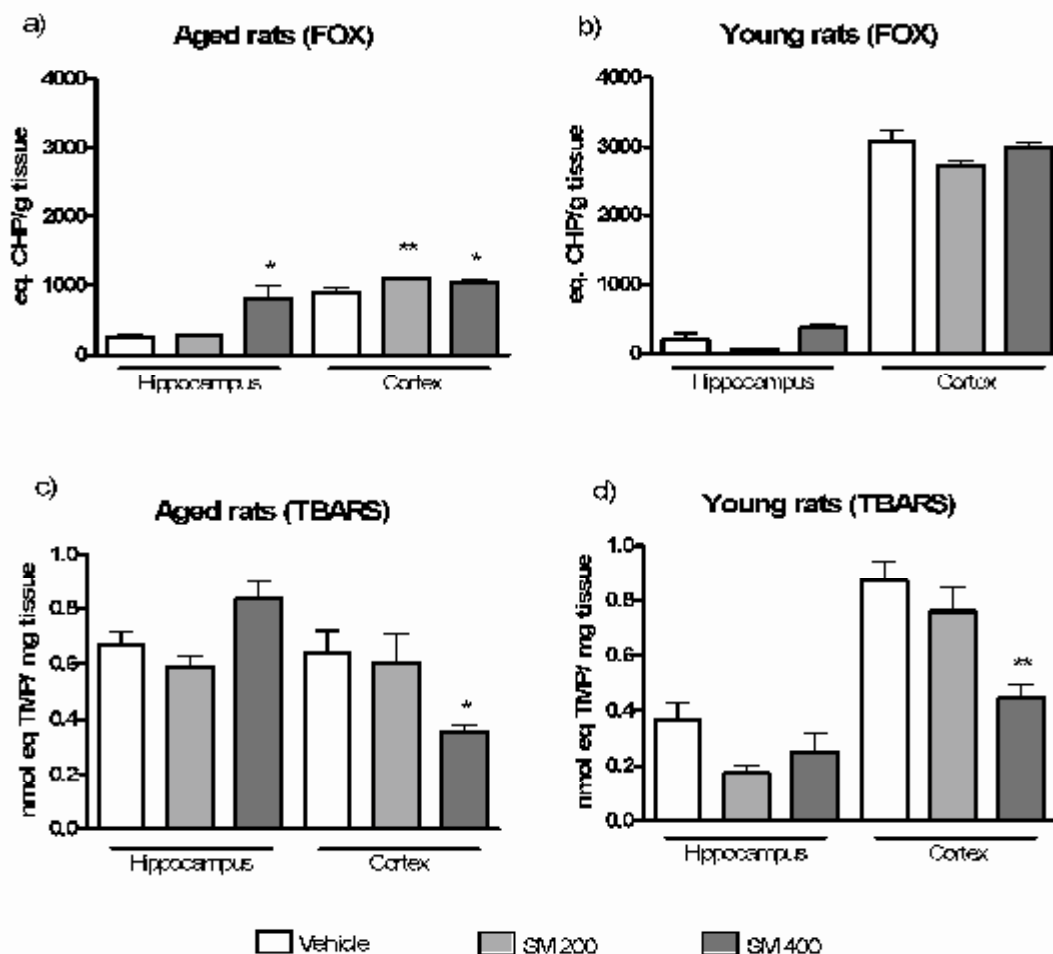 a)
Aged rats (FOX)
eq. CHP/g tissue
4000
3000
2000
1000
0
*
**
*
Hippocampus
Cortex
b)
Young rats (FOX)
eq. CHP/g tissue
4000
3000
2000
1000
0
Hippocampus
Cortex
c)
Aged rats (TBARS)
nmol eq TMP/ mg tissue
1.0
0.8
0.6
0.4
0.2
0.0
*
Hippocampus
Cortex
d)
Young rats (TBARS)
nmol eq TMP/ mg tissue
1.0
0.8
0.6
0.4
0.2
0.0
**
Hippocampus
Cortex
Vehicle
SM 200
SM 400